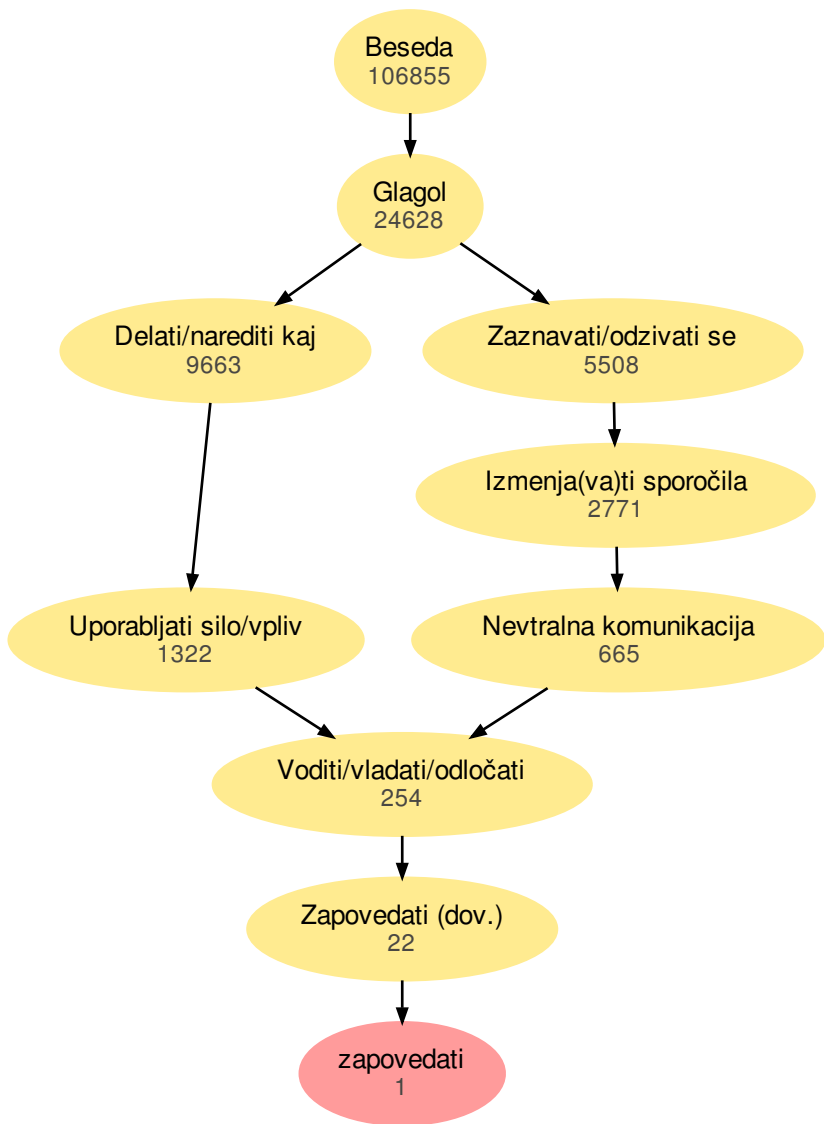 Beseda
106855
Glagol
24628
Delati/narediti kaj
9663
Zaznavati/odzivati se
5508
Izmenja(va)ti sporočila
2771
Uporabljati silo/vpliv
1322
Nevtralna komunikacija
665
Voditi/vladati/odločati
254
Zapovedati (dov.)
22
zapovedati
1